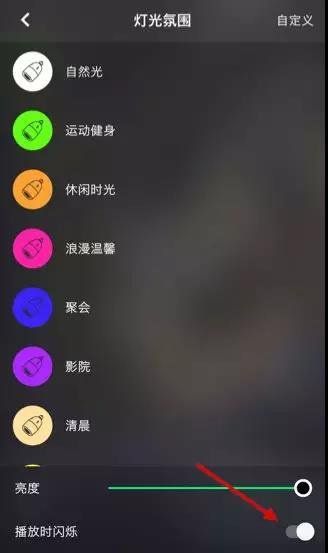 灯光氛围 自定义
自然光
运动健身
休闲时光
浪漫温馨
聚会
影院
清晨
亮度
播放时闪烁